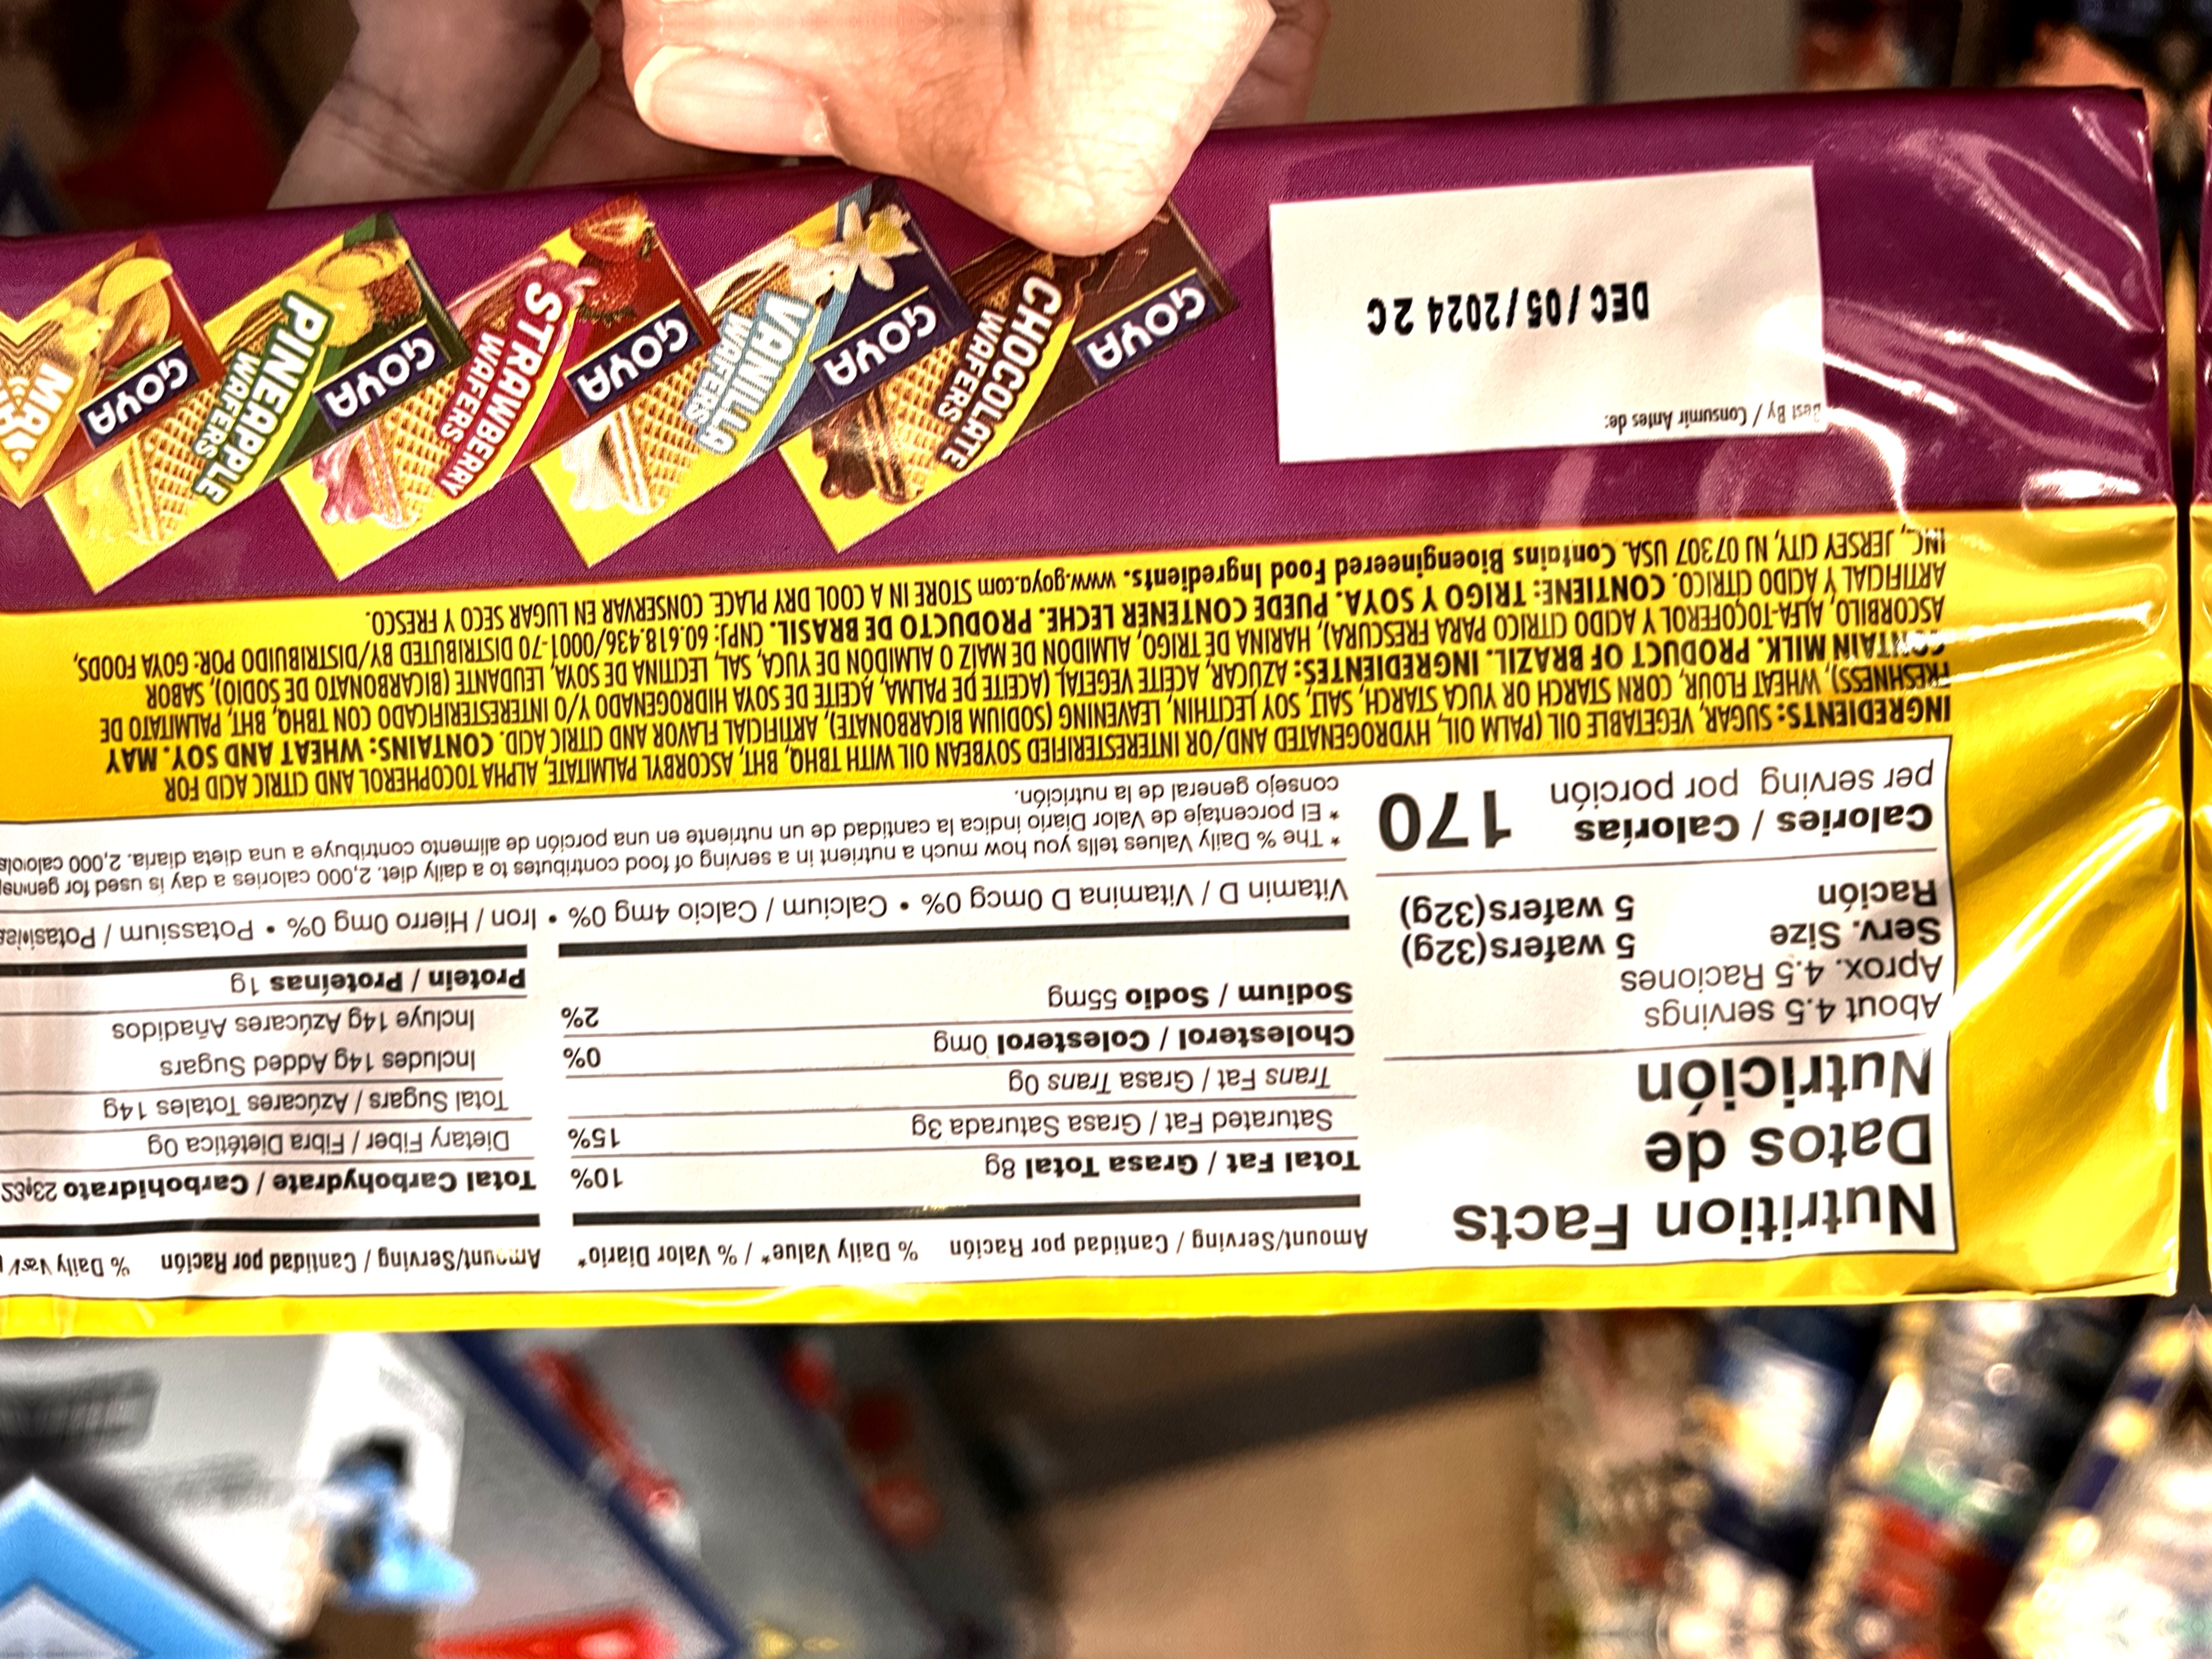 Nutrition Facts
Datos de
Nutrición
About 4.5 servings
Aprox. 4.5 Raciones
Serv. Size 5 wafers(32g)
Ración 5 wafers(32g)
Calories / Calorías
per serving por porción 170
Amount/Serving / Cantidad por Ración % Daily Value* / % Valor Diario*
Total Fat / Grasa Total 8g 10%
Saturated Fat / Grasa Saturada 3g 15%
Trans Fat / Grasa Trans 0g
Cholesterol / Colesterol 0mg 0%
Sodium / Sodio 55mg 2%
Amount/Serving / Cantidad por Ración % Daily
Total Carbohydrate / Carbohidrato
Dietary Fiber / Fibra Dietética 0g
Total Sugars / Azúcares Totales 14g
Includes 14g Added Sugars
Incluye 14g Azúcares Añadidos
Protein / Proteínas 1g
Vitamin D / Vitamina D 0mcg 0% • Calcium / Calcio 4mg 0% • Iron / Hierro 0mg 0% • Potassium /
* The % Daily Values tells you how much a nutrient in a serving of food contributes to a daily diet. 2,000 calories a day is used for
* El porcentaje de Valor Diario indica la cantidad de un nutriente en una porción de alimento contribuye a una dieta diaria. 2,000
consejo general de la nutrición.
INGREDIENTS: SUGAR, VEGETABLE OIL (PALM OIL, HYDROGENATED AND/OR INTERESTERIFIED SOYBEAN OIL WITH TBHQ, BHT, ASCORBYL PALMITATE, ALPHA TOCOPHEROL AND CITRIC ACID FOR
FRESHNESS), WHEAT FLOUR, CORN STARCH OR YUCA STARCH, SALT, SOY LECITHIN, LEAVENING (SODIUM BICARBONATE), ARTIFICIAL FLAVOR AND CITRIC ACID. CONTAINS: WHEAT AND SOY. MAY
CONTAIN MILK. PRODUCT OF BRAZIL. INGREDIENTES: AZÚCAR, ACEITE VEGETAL (ACEITE DE PALMA, ACEITE DE SOYA HIDROGENADO Y/O INTERESTERIFICADO CON TBHQ, BHT, PALMITATO DE
ASCORBILO, ALFA-TOCOFEROL Y ACIDO CITRICO PARA FRESCURA), HARINA DE TRIGO, ALMIDÓN DE MAÍZ O ALMIDÓN DE YUCA, SAL, LECITINA DE SOYA, LEUDANTE (BICARBONATO DE SODIO), SABOR
ARTIFICIAL Y ÁCIDO CÍTRICO. CONTIENE: TRIGO Y SOYA. PUEDE CONTENER LECHE. PRODUCTO DE BRASIL. CNPJ: 60.618.436/0001-70 DISTRIBUTED BY/DISTRIBUIDO POR: GOYA FOODS,
INC., JERSEY CITY, NJ 07307 USA. Contains Bioengineered Food Ingredients. www.goya.com STORE IN A COOL DRY PLACE. CONSERVAR EN LUGAR SECO Y FRESCO.
Best By / Consumir Antes de:
DEC / 05 / 2024 2C
GOYA
CHOCOLATE
WAFERS
GOYA
VANILLA
WAFERS
GOYA
STRAWBERRY
WAFERS
GOYA
PINEAPPLE
WAFERS
GOYA